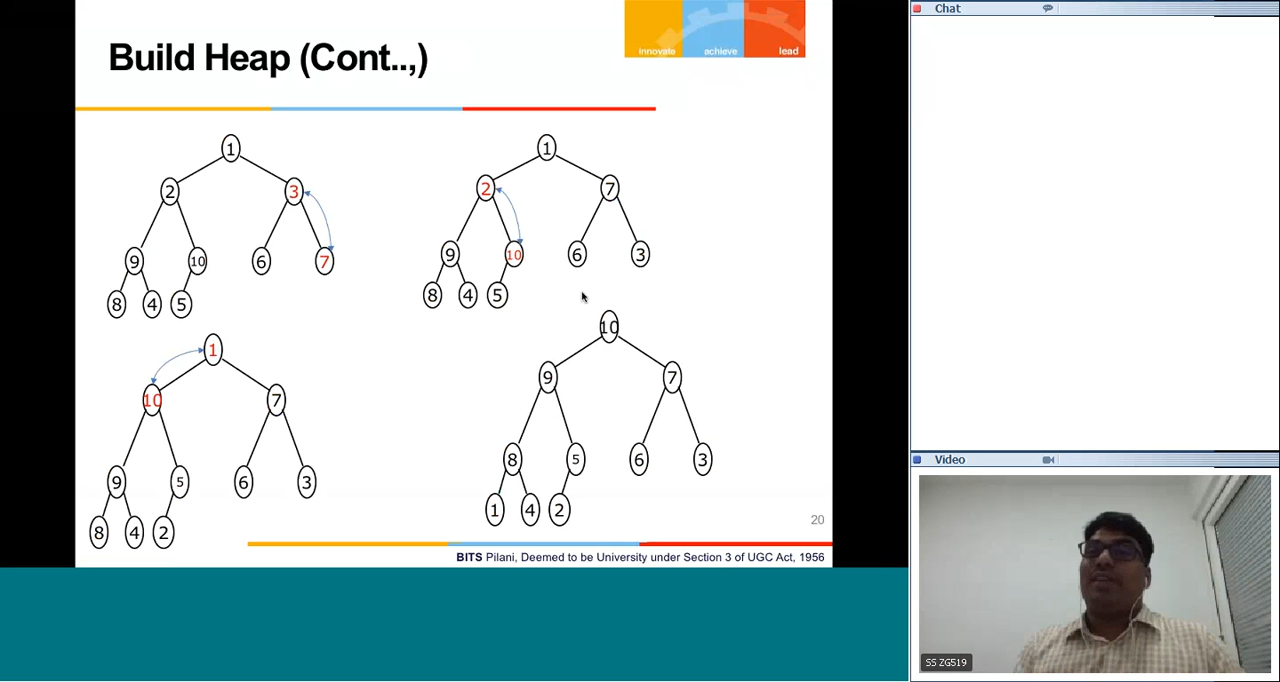 Build Heap (Cont..,)
innovate achieve lead
1
2 3
9 10 6 7
8 4 5
1
2 7
9 10 6 3
8 4 5
1
10 7
9 5 6 3
8 4 2
10
9 7
8 5 6 3
1 4 2
20
BITS Pilani, Deemed to be University under Section 3 of UGC Act, 1956
Chat
Video
SS ZG519